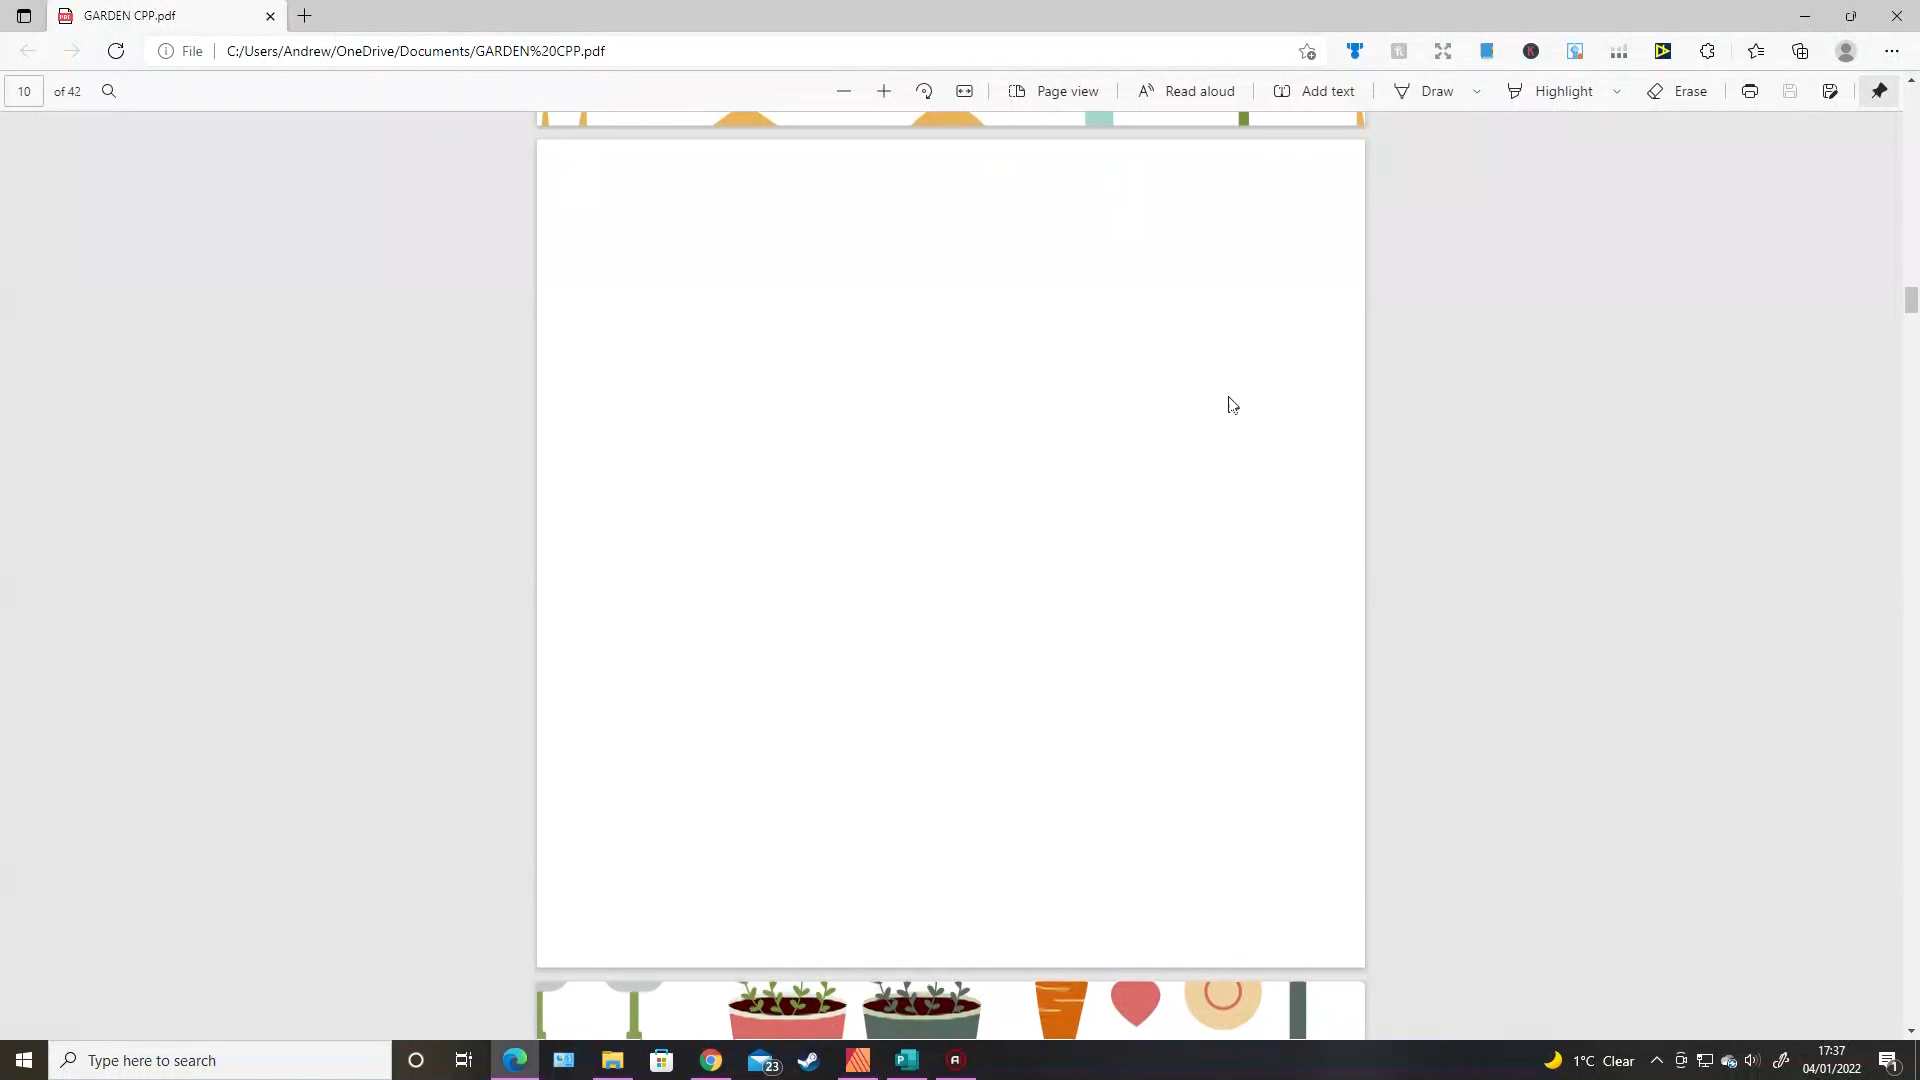 GARDEN CPP.pdf
File
C:/Users/Andrew/OneDrive/Documents/GARDEN%20CPP.pdf
10 of 42
Page view
Read aloud
Add text
Draw
Highlight
Erase
Type here to search
23
1°C Clear
17:37
04/01/2022
1